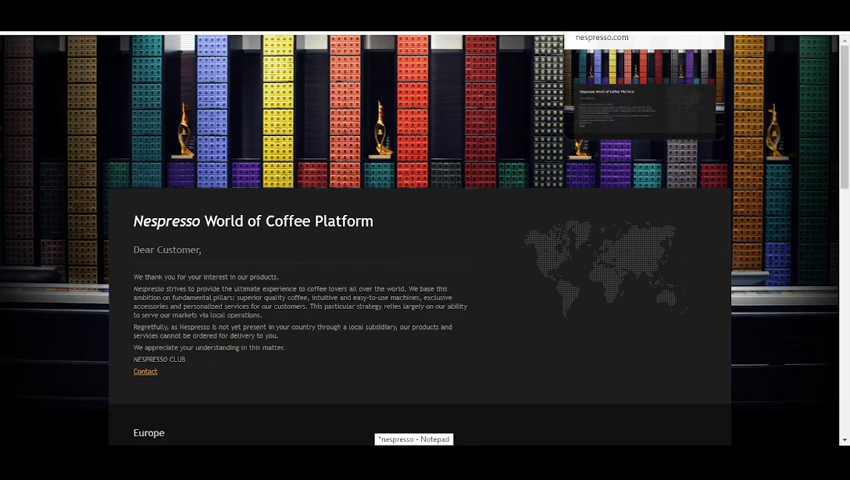 nespresso.com
Nespresso World of Coffee Platform
Nespresso World of Coffee Platform
Dear Customer,
We thank you for your interest in our products.
Nespresso strives to provide the ultimate experience to coffee lovers all over the world. We base this
ambition on fundamental pillars: superior quality coffee, intuitive and easy-to-use machines, exclusive
accessories and personalized services for our customers. This particular strategy relies largely on our ability
to serve our markets via local operations.
Regretfully, as Nespresso is not yet present in your country through a local subsidiary, our products and
services cannot be ordered for delivery to you.
We appreciate your understanding in this matter.
NESPRESSO CLUB
Contact
Europe
*nespresso - Notepad